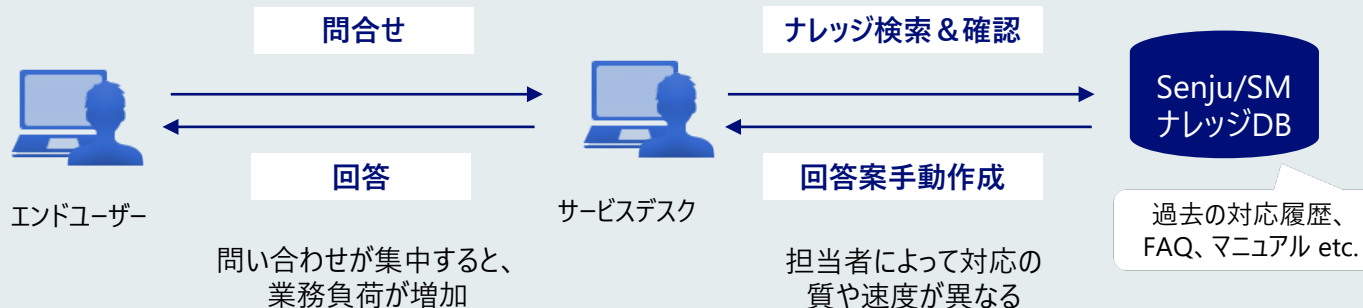 問合せ
ナレッジ検索＆確認
Senju/SM
ナレッジDB
回答
回答案手動作成
エンドユーザー
サービスデスク
過去の対応履歴、
FAQ、マニュアル etc.
問い合わせが集中すると、
業務負荷が増加
担当者によって対応の
質や速度が異なる